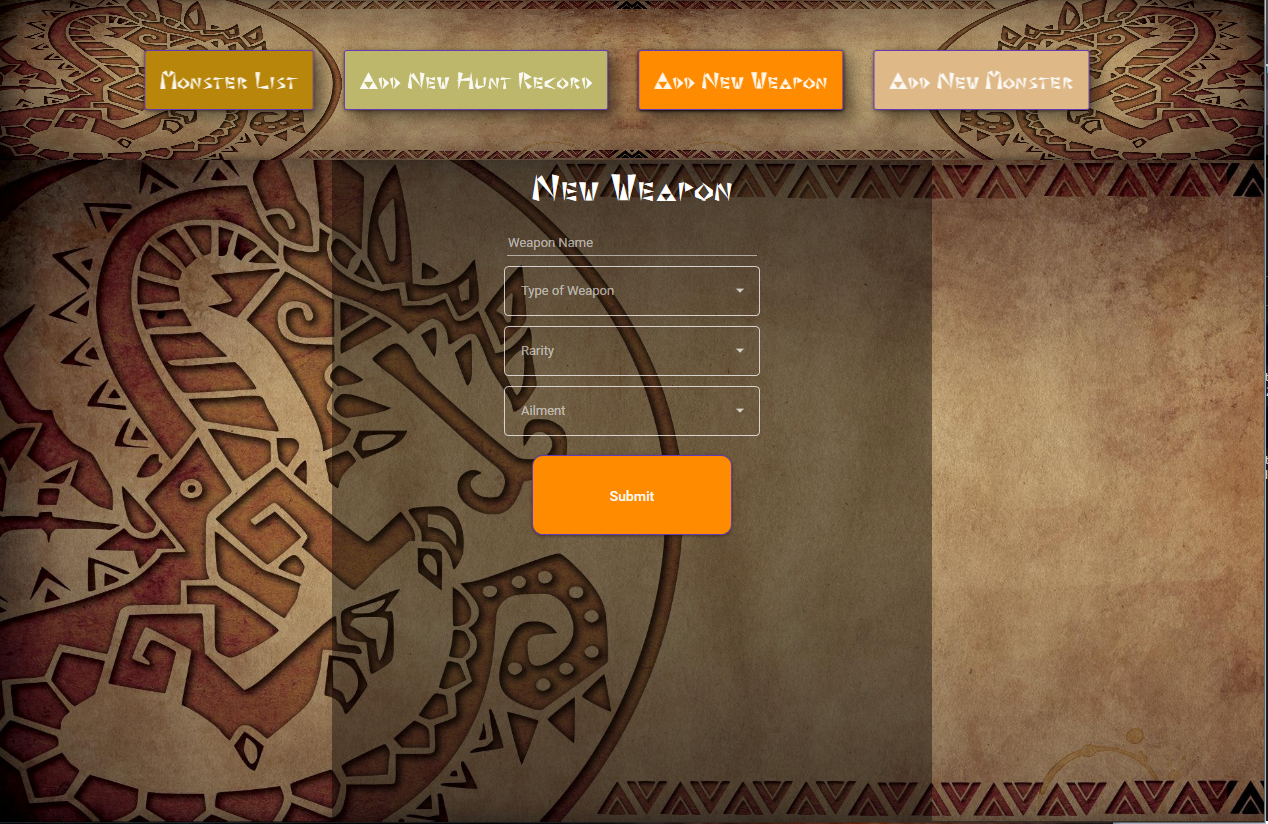 Monster List
Add New Hunt Record
Add New Weapon
Add New Monster
New Weapon
Weapon Name
Type of Weapon
Rarity
Ailment
Submit